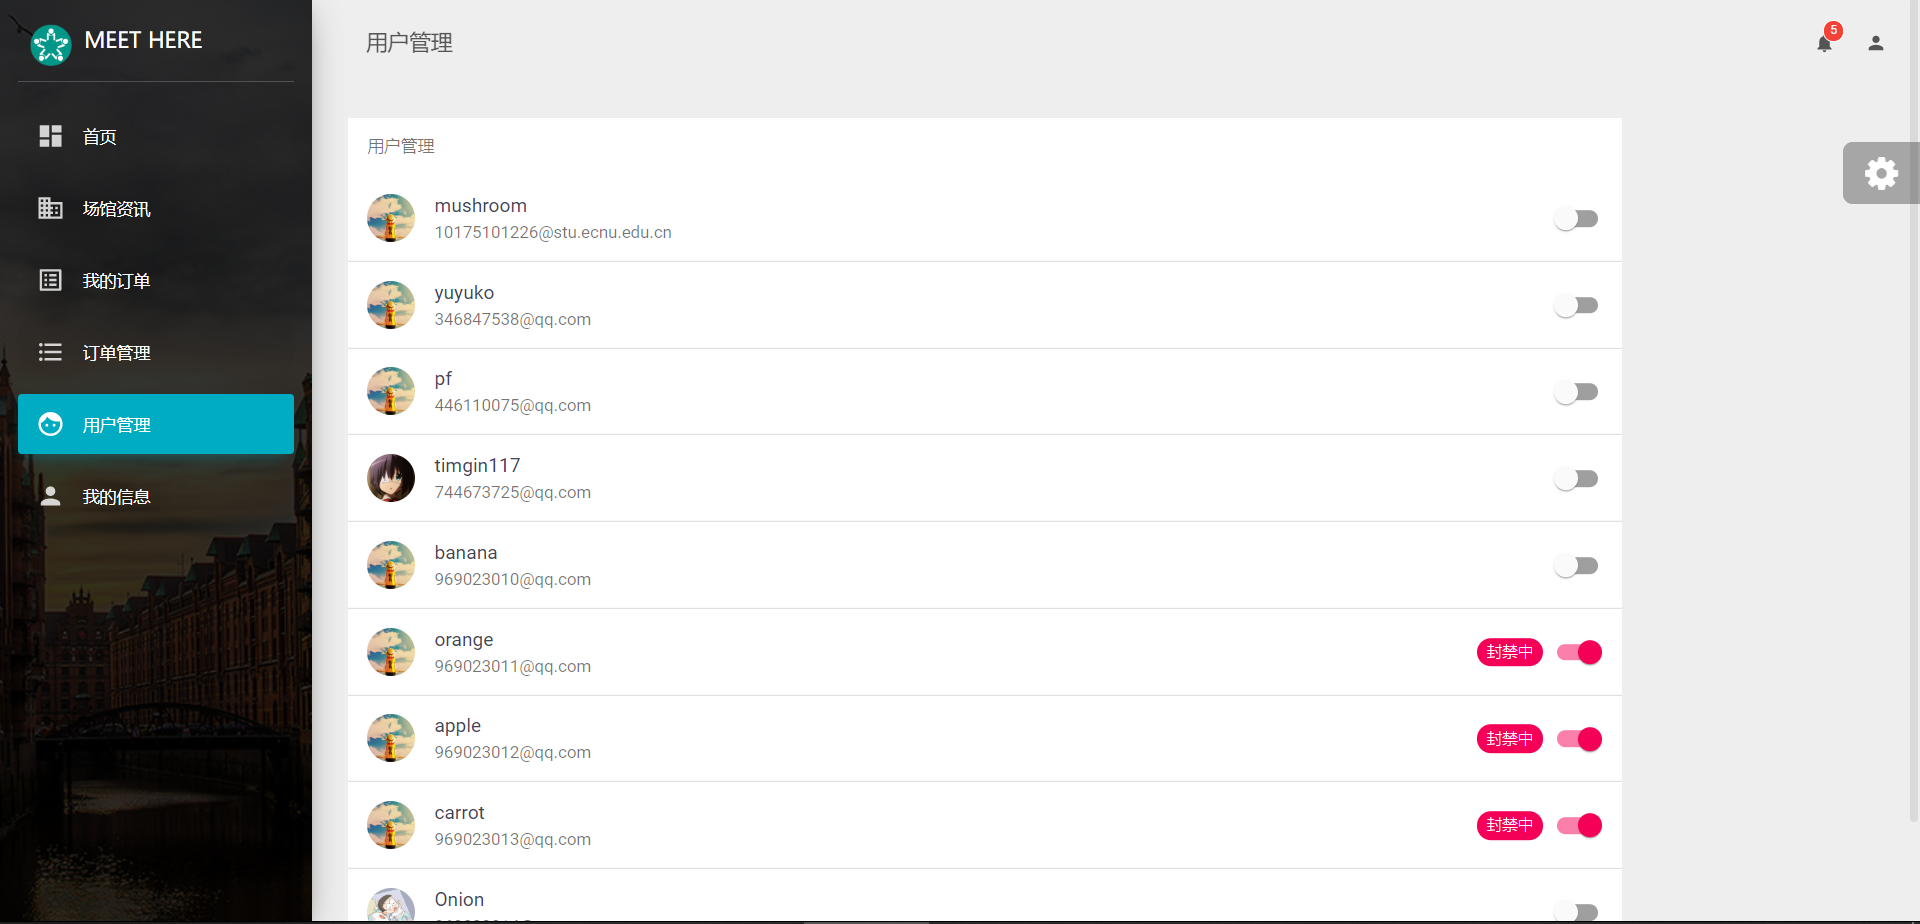 MEET HERE
首页
场馆资讯
我的订单
订单管理
用户管理
我的信息
用户管理
5
用户管理
mushroom
10175101226@stu.ecnu.edu.cn
yuyuko
346847538@qq.com
pf
446110075@qq.com
timgin117
744673725@qq.com
banana
969023010@qq.com
orange
969023011@qq.com
封禁中
apple
969023012@qq.com
封禁中
carrot
969023013@qq.com
封禁中
Onion